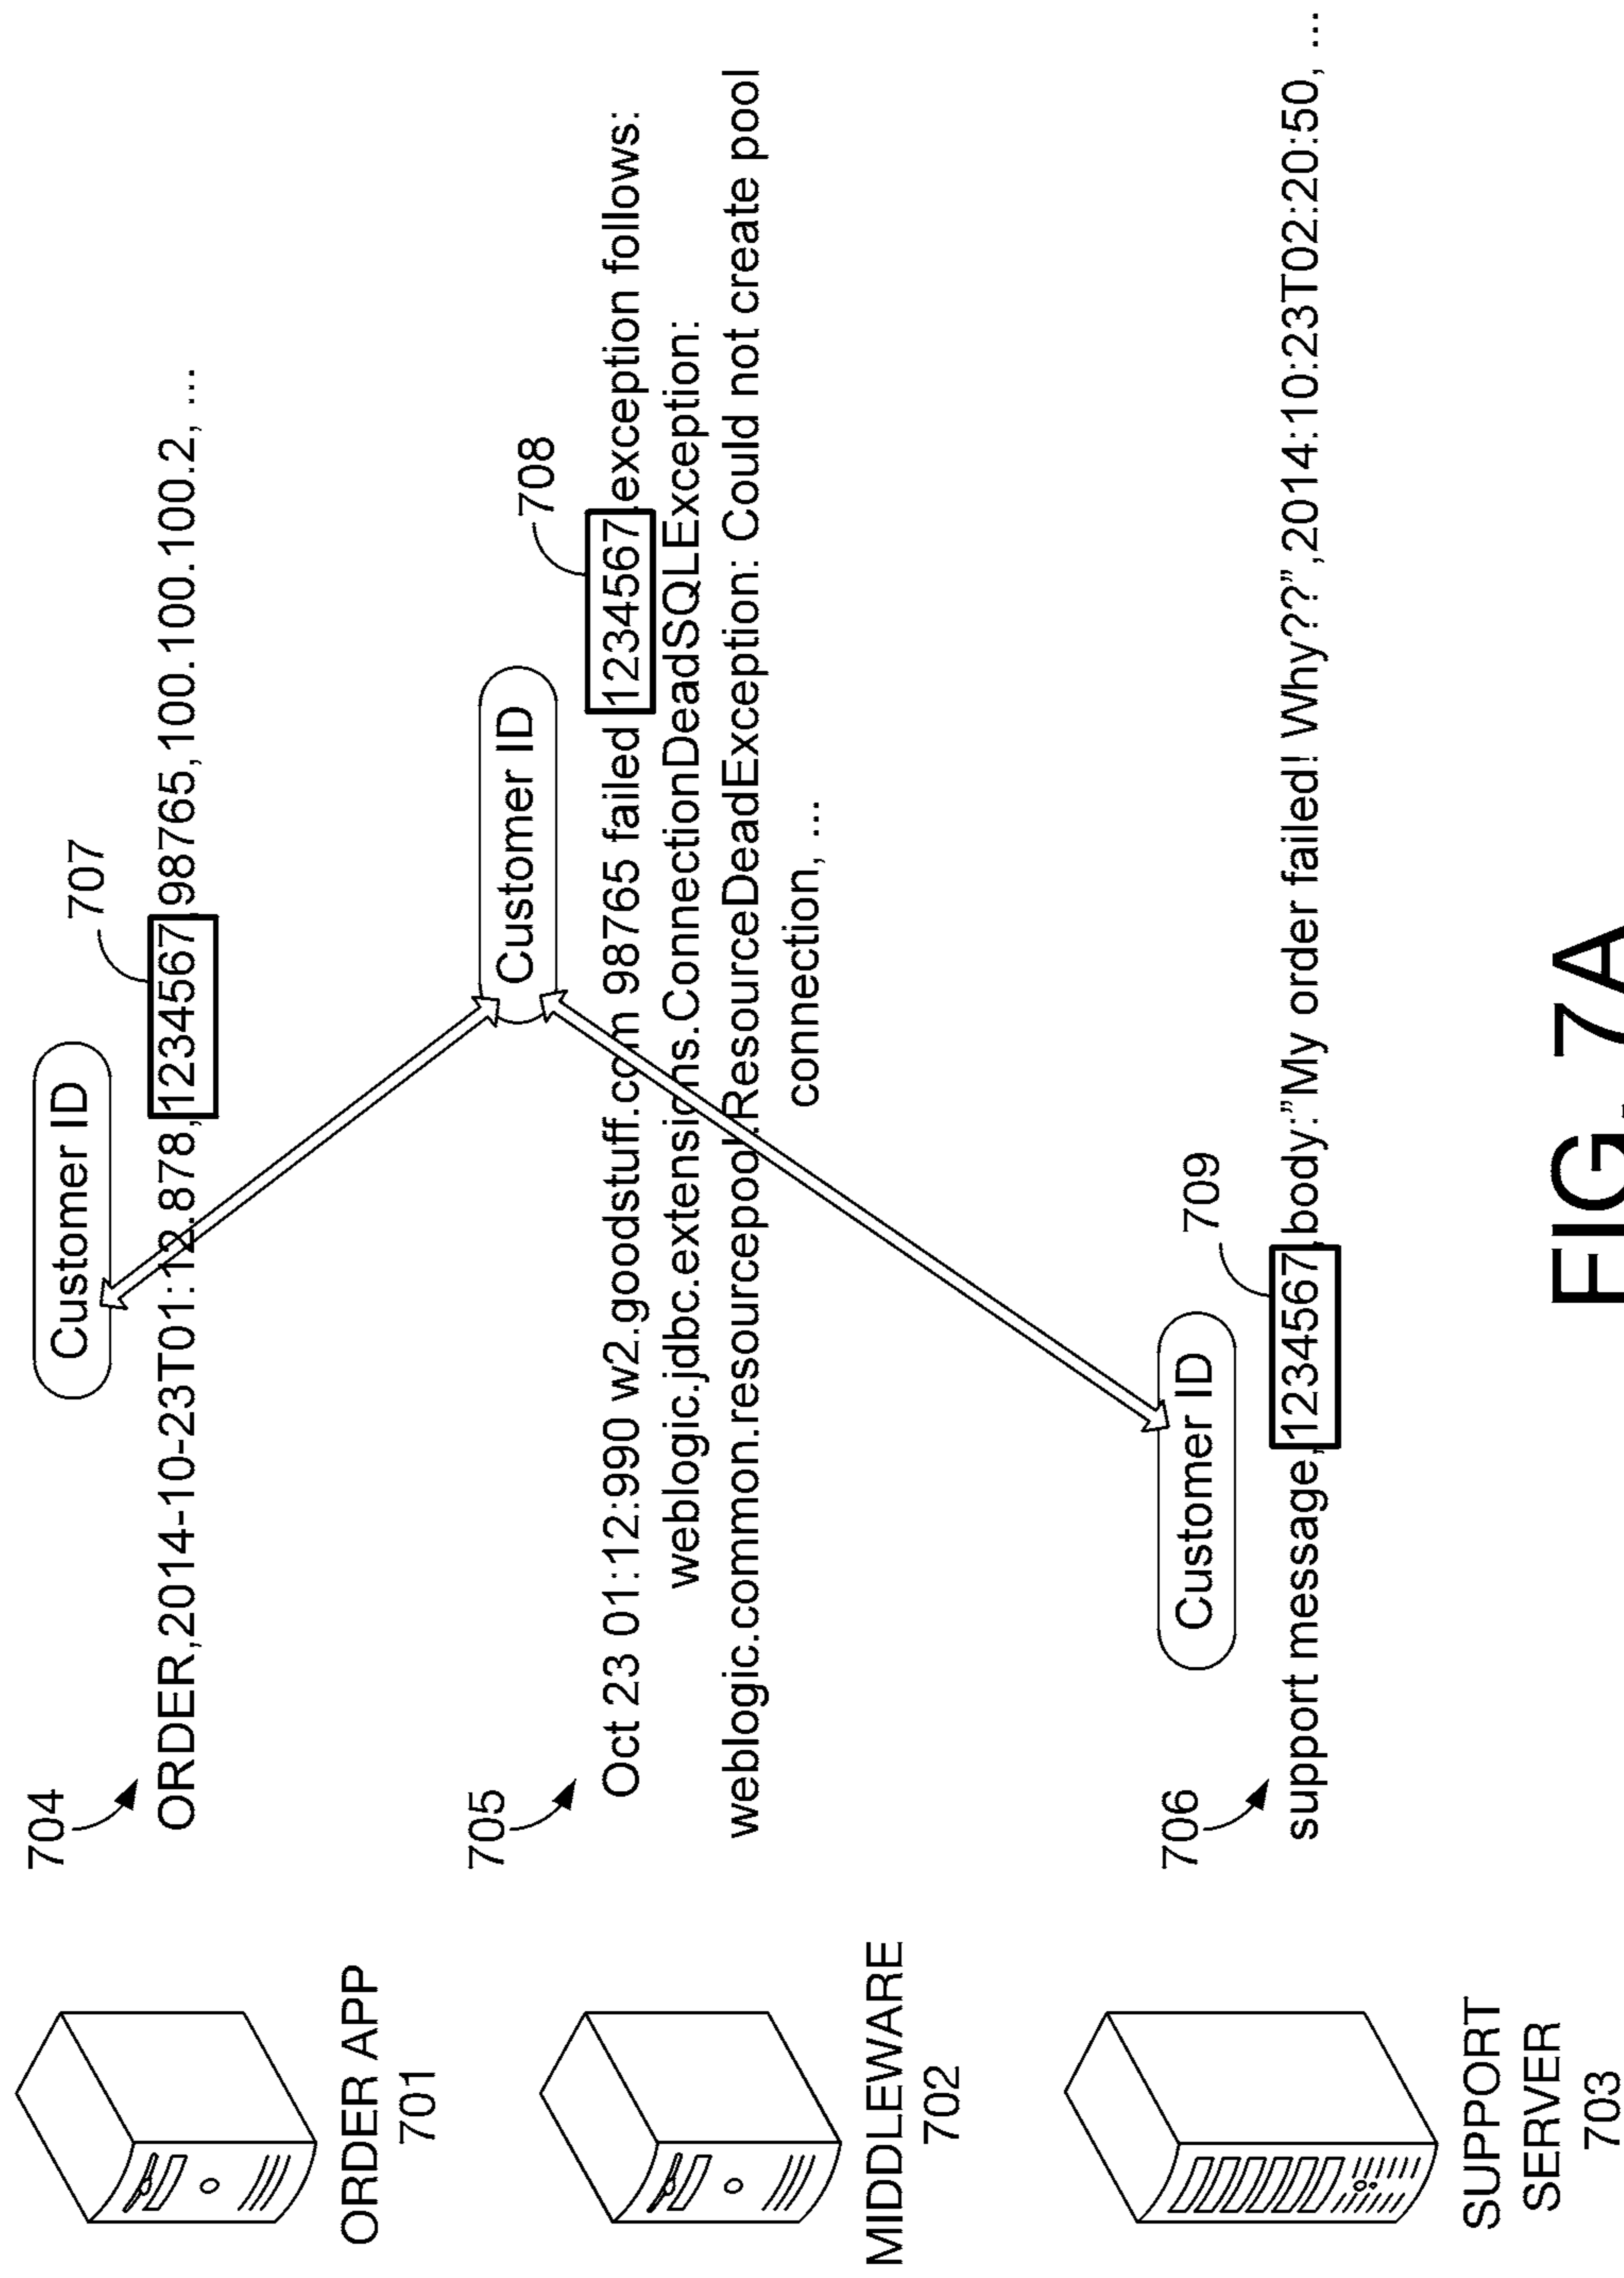 704
Customer ID
707
ORDER,2014-10-23T01:12.878,1234567,98765,100.100.100.2, ...
ORDER APP
701
705
Customer ID
708
Oct 23 01:12:990 w2.goodstuff.com 98765 failed 1234567,exception follows:
weblogic.jdbc.extensions.ConnectionDeadSQLException:
weblogic.common.resourcepool.ResourceDeadException: Could not create pool
connection, ...
MIDDLEWARE
702
706
Customer ID
709
support message,1234567,body:"My order failed! Why??",2014:10:23T02:20:50, ...
SUPPORT
SERVER
703
FIG. 7A